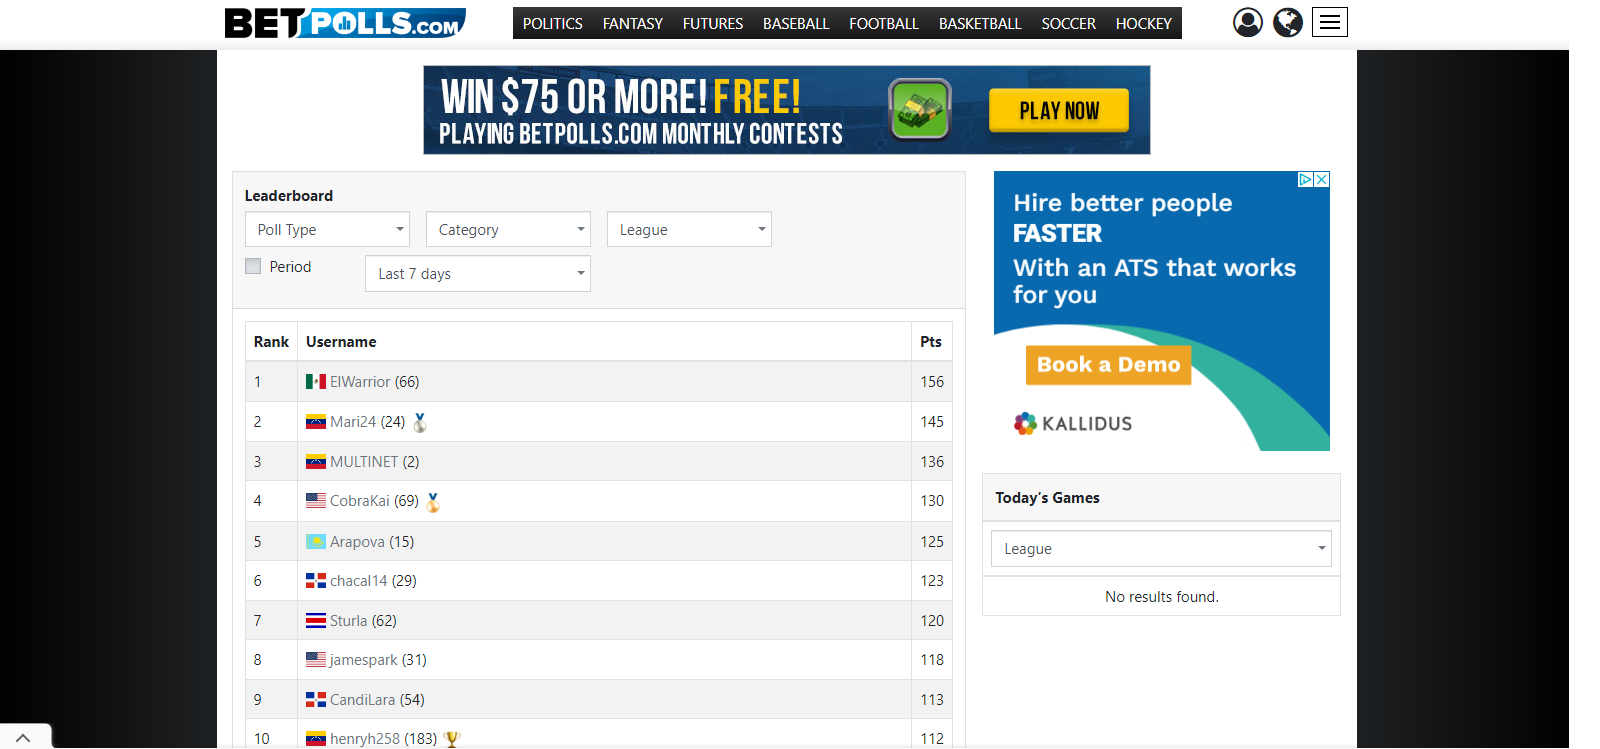 BETPOLLS.COM
POLITICS FANTASY FUTURES BASEBALL FOOTBALL BASKETBALL SOCCER HOCKEY
WIN $75 OR MORE! FREE!
PLAYING BETPOLLS.COM MONTHLY CONTESTS
PLAY NOW
Leaderboard
Poll Type Category League
Period Last 7 days
Rank Username Pts
1 ElWarrior (66) 156
2 Mari24 (24) 145
3 MULTINET (2) 136
4 CobraKai (69) 130
5 Arapova (15) 125
6 chacal14 (29) 123
7 Sturla (62) 120
8 jamespark (31) 118
9 CandiLara (54) 113
10 henryh258 (183) 112
Hire better people
FASTER
With an ATS that works
for you
Book a Demo
KALLIDUS
Today's Games
League
No results found.